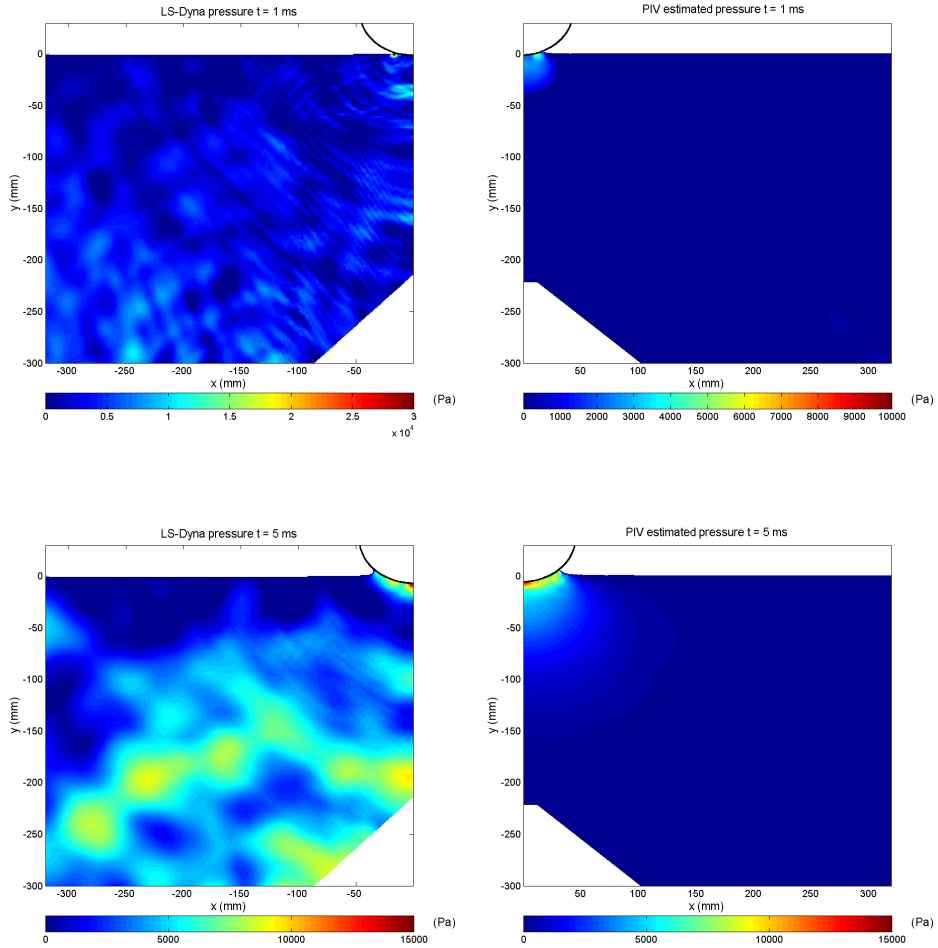 LS-Dyna pressure t = 1 ms
0
-50
-100
-150
-200
-250
-300
y (mm)
-300 -250 -200 -150 -100 -50
x (mm)
0 0.5 1 1.5 2 2.5 3
x 10^4
(Pa)
PIV estimated pressure t = 1 ms
0
-50
-100
-150
-200
-250
-300
y (mm)
50 100 150 200 250 300
x (mm)
0 1000 2000 3000 4000 5000 6000 7000 8000 9000 10000
(Pa)
LS-Dyna pressure t = 5 ms
0
-50
-100
-150
-200
-250
-300
y (mm)
-300 -250 -200 -150 -100 -50
x (mm)
0 5000 10000 15000
(Pa)
PIV estimated pressure t = 5 ms
0
-50
-100
-150
-200
-250
-300
y (mm)
50 100 150 200 250 300
x (mm)
0 5000 10000 15000
(Pa)